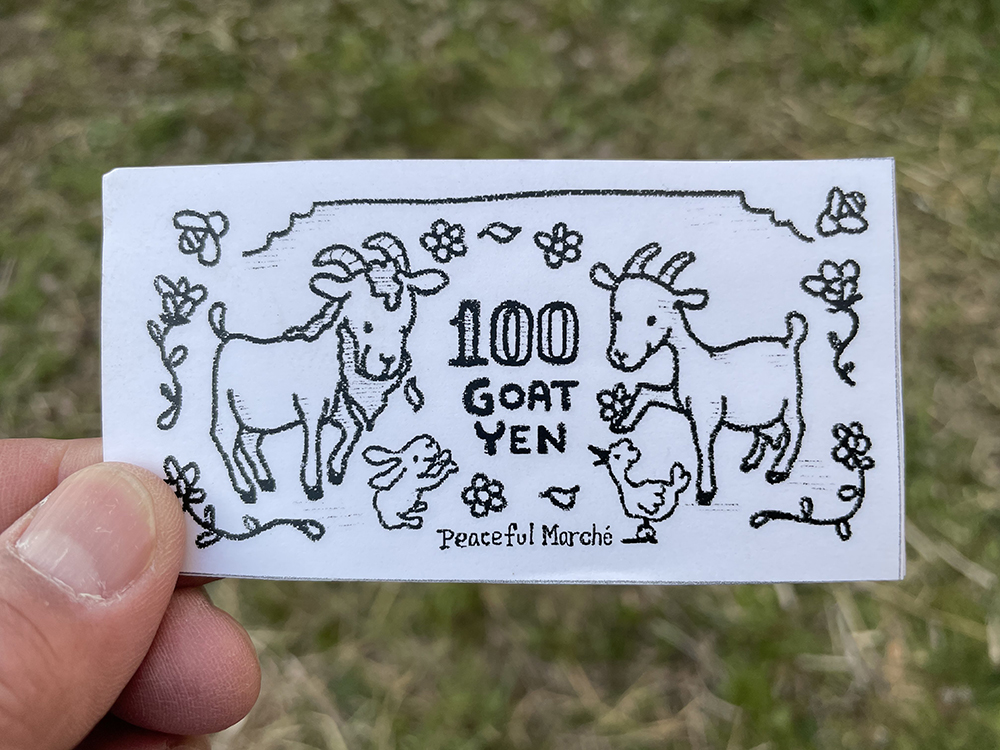 100
GOAT
YEN
Peaceful Marché